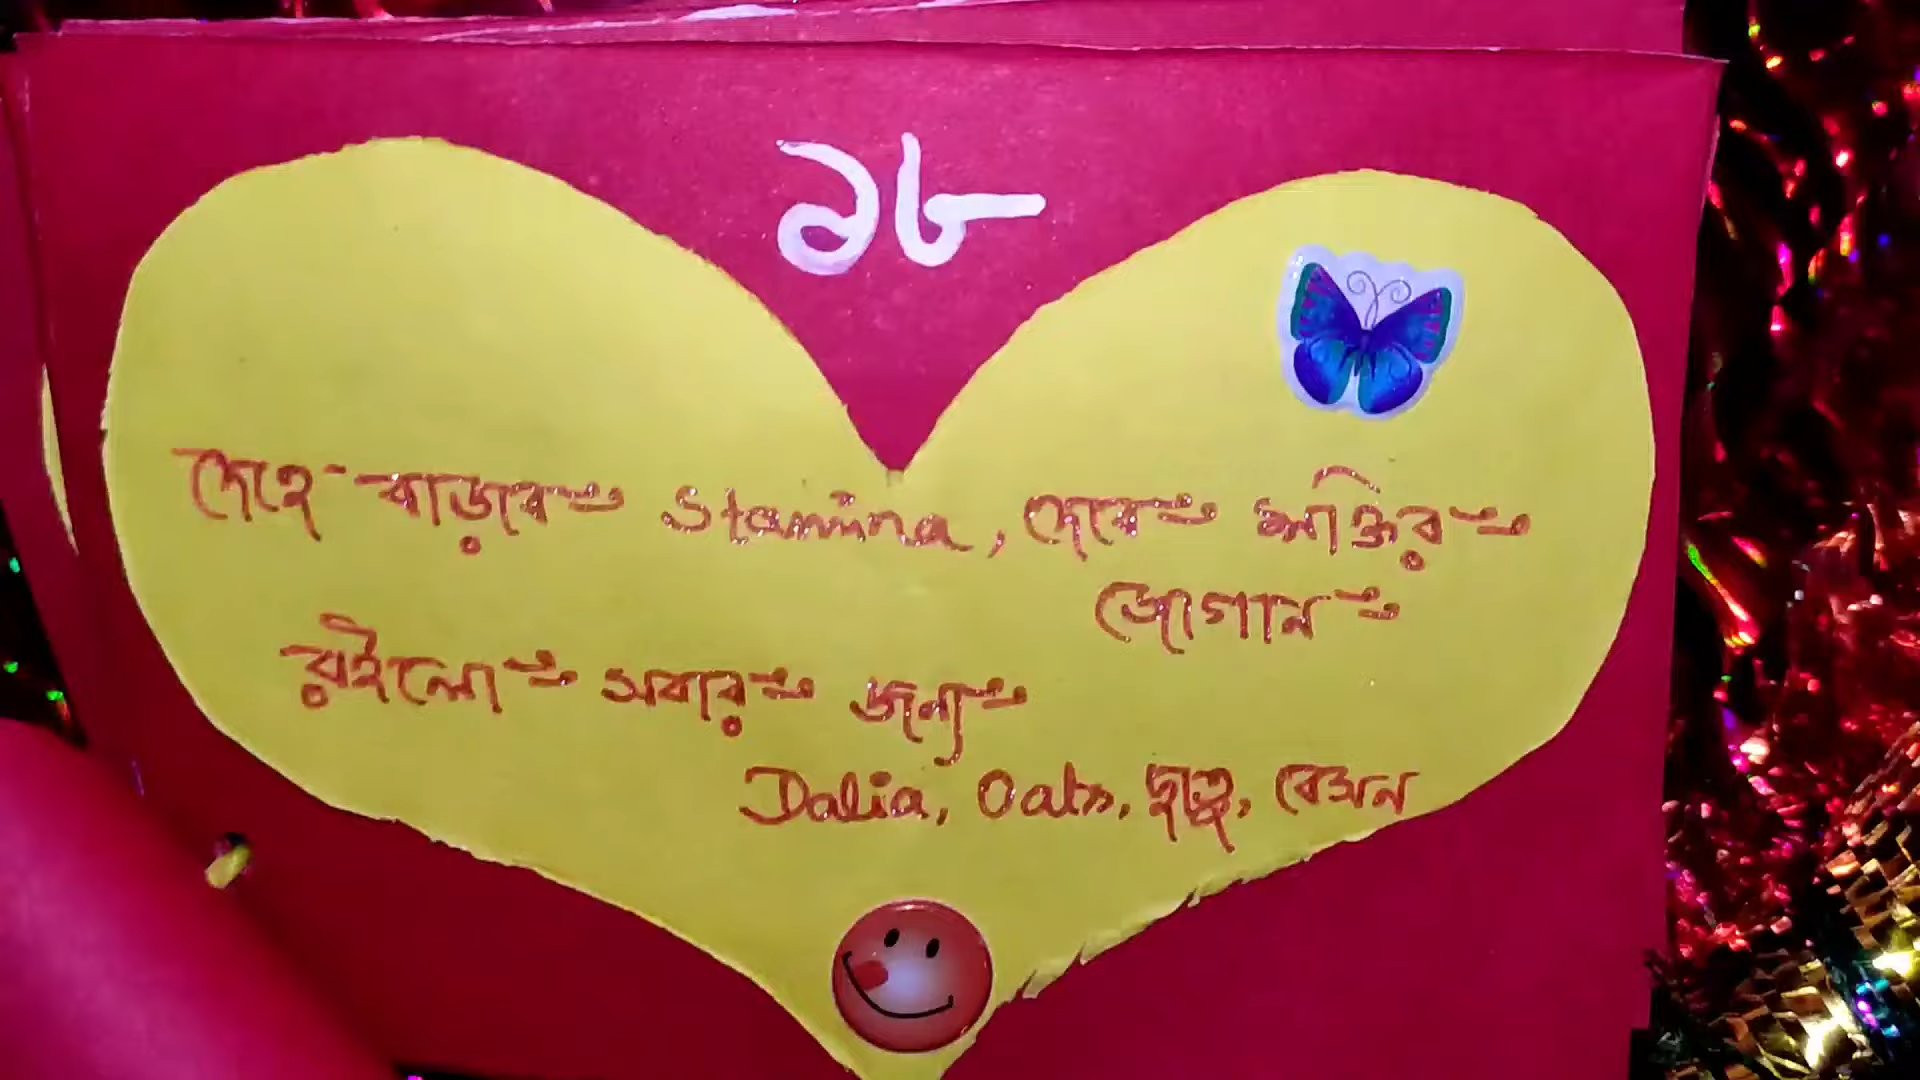 ১৮
দেহে বাড়বে Stamina, দেবে শক্তির
জোগান
রইলো সবার জন্য
Dalia, Oats, ছাতু, বেসন